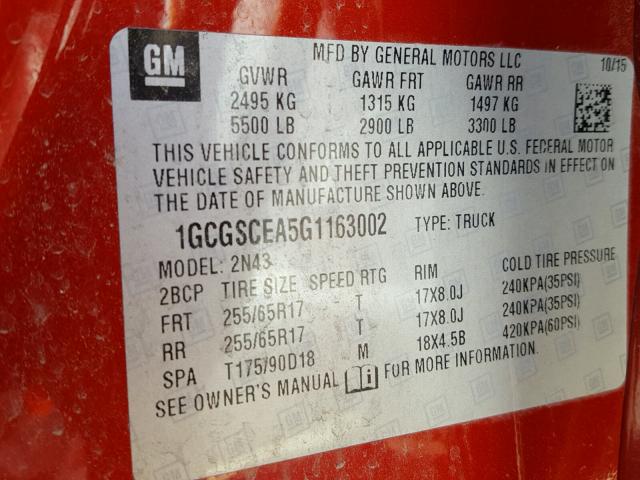 GM
MFD BY GENERAL MOTORS LLC 10/15
GVWR GAWR FRT GAWR RR
2495 KG 1315 KG 1497 KG
5500 LB 2900 LB 3300 LB
THIS VEHICLE CONFORMS TO ALL APPLICABLE U.S. FEDERAL MOTOR
VEHICLE SAFETY AND THEFT PREVENTION STANDARDS IN EFFECT ON
THE DATE OF MANUFACTURE SHOWN ABOVE.
1GCGSCEA5G1163002 TYPE: TRUCK
MODEL: 2N43
2BCP TIRE SIZE SPEED RTG RIM COLD TIRE PRESSURE
FRT 255/65R17 T 17X8.0J 240KPA(35PSI)
RR 255/65R17 T 17X8.0J 240KPA(35PSI)
SPA T175/90D18 M 18X4.5B 420KPA(60PSI)
SEE OWNER'S MANUAL i FOR MORE INFORMATION.